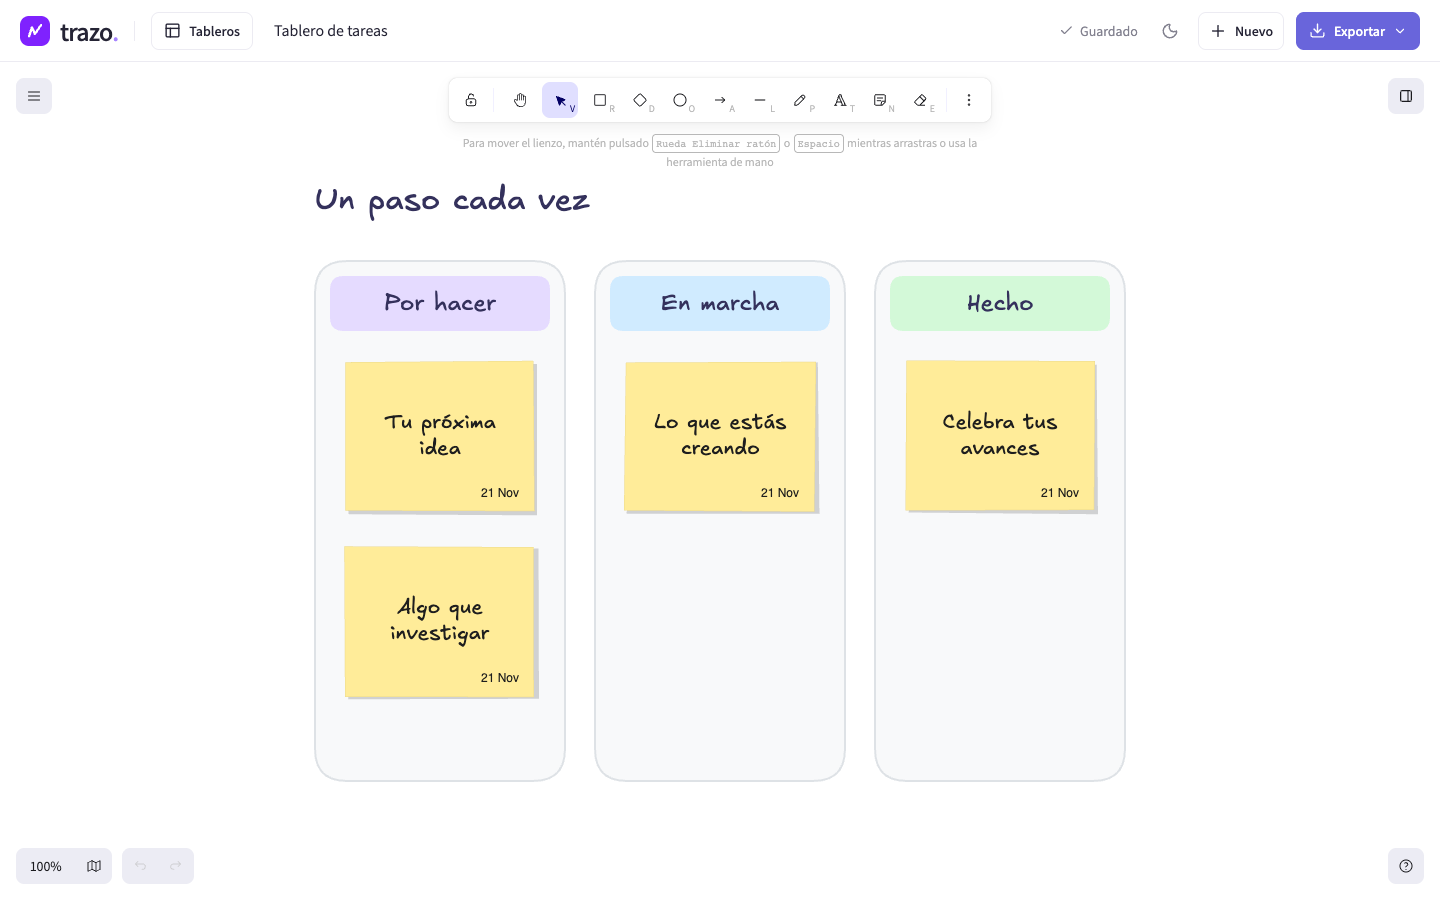 trazo.
Tableros
Tablero de tareas
Guardado
Nuevo
Exportar
V
R
D
O
A
L
P
T
N
E
Para mover el lienzo, mantén pulsado Rueda Eliminar ratón o Espacio mientras arrastras o usa la
herramienta de mano
Un paso cada vez
Por hacer
En marcha
Hecho
Tu próxima
idea
21 Nov
Lo que estás
creando
21 Nov
Celebra tus
avances
21 Nov
Algo que
investigar
21 Nov
100%